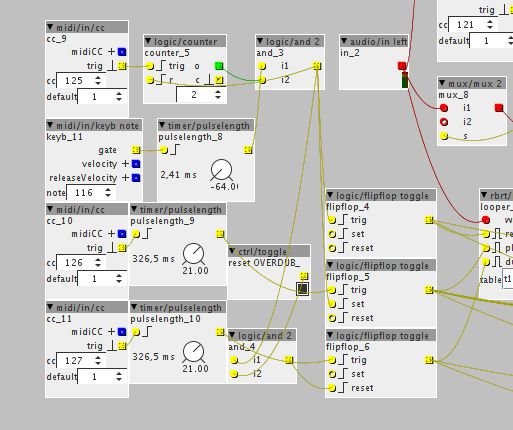 midi/in/cc
cc_9
midiCC
trig
cc 125
default 1
logic/counter
counter_5
trig o
r c
2
logic/and 2
and_3
i1
i2
audio/in left
in_2
cc 121
default 1
mux/mux 2
mux_8
i1
i2
s
midi/in/keyb note
keyb_11
gate
velocity
releaseVelocity
note 116
timer/pulselength
pulselength_8
2,41 ms
-64.0
midi/in/cc
cc_10
midiCC
trig
cc 126
default 1
timer/pulselength
pulselength_9
326,5 ms
21.00
ctrl/toggle
reset_OVERDUB_
logic/flipflop toggle
flipflop_4
trig
set
reset
rbrt/
looper_
w
re
pl
table t1
logic/flipflop toggle
flipflop_5
trig
set
reset
midi/in/cc
cc_11
midiCC
trig
cc 127
default 1
timer/pulselength
pulselength_10
326,5 ms
21.00
logic/and 2
and_4
i1
i2
logic/flipflop toggle
flipflop_6
trig
set
reset